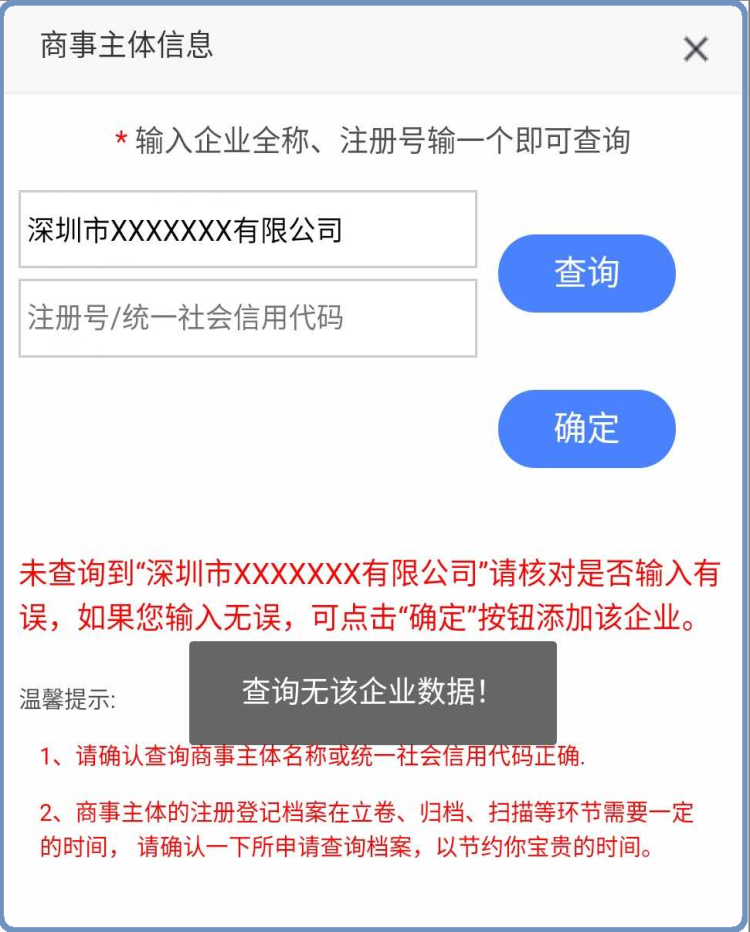 商事主体信息
* 输入企业全称、注册号输一个即可查询
深圳市XXXXXXX有限公司
查询
注册号/统一社会信用代码
确定
未查询到“深圳市XXXXXXX有限公司”请核对是否输入有
误，如果您输入无误，可点击“确定”按钮添加该企业。
查询无该企业数据！
温馨提示:
1、请确认查询商事主体名称或统一社会信用代码正确.
2、商事主体的注册登记档案在立卷、归档、扫描等环节需要一定
的时间， 请确认一下所申请查询档案，以节约你宝贵的时间。